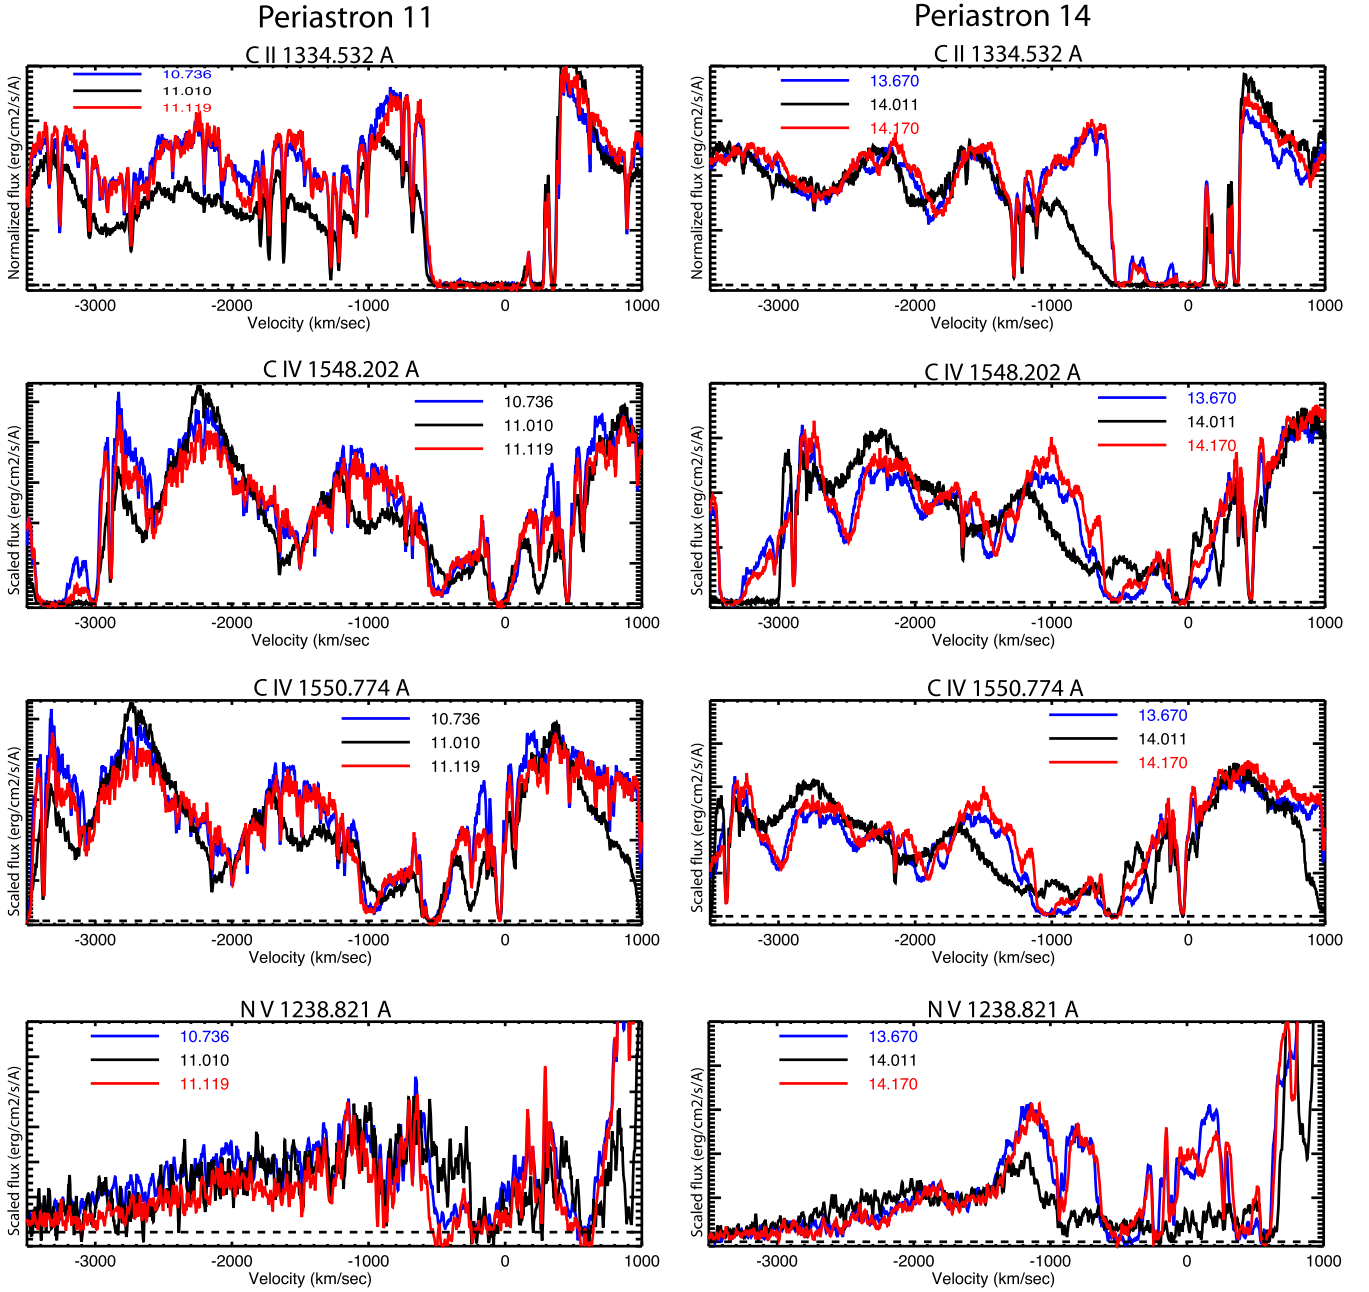 Periastron 11
Periastron 14
C II 1334.532 A
C II 1334.532 A
10.736
11.010
11.119
13.670
14.011
14.170
Normalized flux (erg/cm2/s/A)
Normalized flux (erg/cm2/s/A)
-3000 -2000 -1000 0 1000
-3000 -2000 -1000 0 1000
Velocity (km/sec)
Velocity (km/sec)
C IV 1548.202 A
C IV 1548.202 A
10.736
11.010
11.119
13.670
14.011
14.170
Scaled flux (erg/cm2/s/A)
Scaled flux (erg/cm2/s/A)
-3000 -2000 -1000 0 1000
-3000 -2000 -1000 0 1000
Velocity (km/sec
Velocity (km/sec)
C IV 1550.774 A
C IV 1550.774 A
10.736
11.010
11.119
13.670
14.011
14.170
Scaled flux (erg/cm2/s/A)
Scaled flux (erg/cm2/s/A)
-3000 -2000 -1000 0 1000
-3000 -2000 -1000 0 1000
Velocity (km/sec)
Velocity (km/sec)
N V 1238.821 A
N V 1238.821 A
10.736
11.010
11.119
13.670
14.011
14.170
Scaled flux (erg/cm2/s/A)
Scaled flux (erg/cm2/s/A)
-3000 -2000 -1000 0 1000
-3000 -2000 -1000 0 1000
Velocity (km/sec)
Velocity (km/sec)